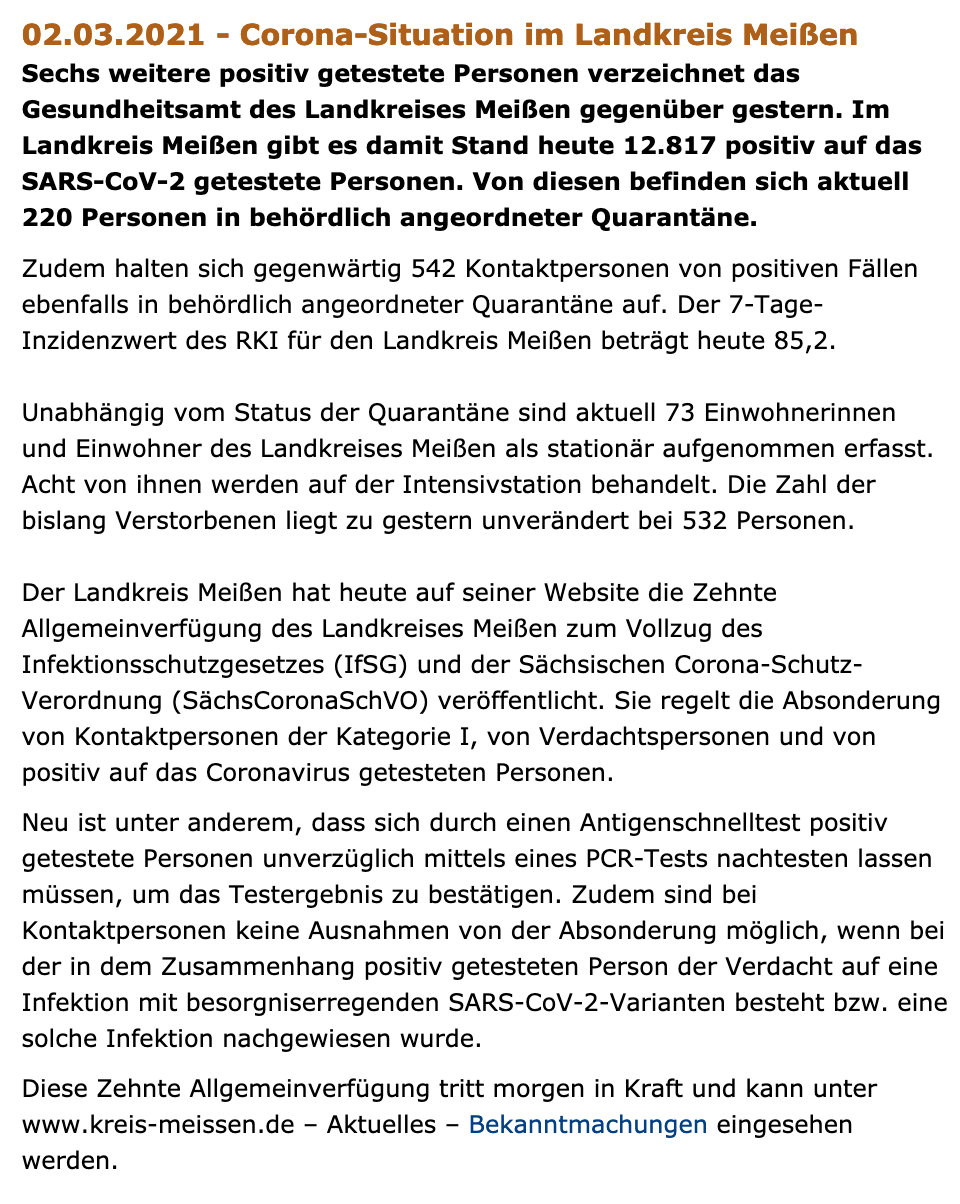 02.03.2021 - Corona-Situation im Landkreis Meißen
Sechs weitere positiv getestete Personen verzeichnet das
Gesundheitsamt des Landkreises Meißen gegenüber gestern. Im
Landkreis Meißen gibt es damit Stand heute 12.817 positiv auf das
SARS-CoV-2 getestete Personen. Von diesen befinden sich aktuell
220 Personen in behördlich angeordneter Quarantäne.
Zudem halten sich gegenwärtig 542 Kontaktpersonen von positiven Fällen
ebenfalls in behördlich angeordneter Quarantäne auf. Der 7-Tage-
Inzidenzwert des RKI für den Landkreis Meißen beträgt heute 85,2.
Unabhängig vom Status der Quarantäne sind aktuell 73 Einwohnerinnen
und Einwohner des Landkreises Meißen als stationär aufgenommen erfasst.
Acht von ihnen werden auf der Intensivstation behandelt. Die Zahl der
bislang Verstorbenen liegt zu gestern unverändert bei 532 Personen.
Der Landkreis Meißen hat heute auf seiner Website die Zehnte
Allgemeinverfügung des Landkreises Meißen zum Vollzug des
Infektionsschutzgesetzes (IfSG) und der Sächsischen Corona-Schutz-
Verordnung (SächsCoronaSchVO) veröffentlicht. Sie regelt die Absonderung
von Kontaktpersonen der Kategorie I, von Verdachtspersonen und von
positiv auf das Coronavirus getesteten Personen.
Neu ist unter anderem, dass sich durch einen Antigenschnelltest positiv
getestete Personen unverzüglich mittels eines PCR-Tests nachtesten lassen
müssen, um das Testergebnis zu bestätigen. Zudem sind bei
Kontaktpersonen keine Ausnahmen von der Absonderung möglich, wenn bei
der in dem Zusammenhang positiv getesteten Person der Verdacht auf eine
Infektion mit besorgniserregenden SARS-CoV-2-Varianten besteht bzw. eine
solche Infektion nachgewiesen wurde.
Diese Zehnte Allgemeinverfügung tritt morgen in Kraft und kann unter
www.kreis-meissen.de – Aktuelles – Bekanntmachungen eingesehen
werden.